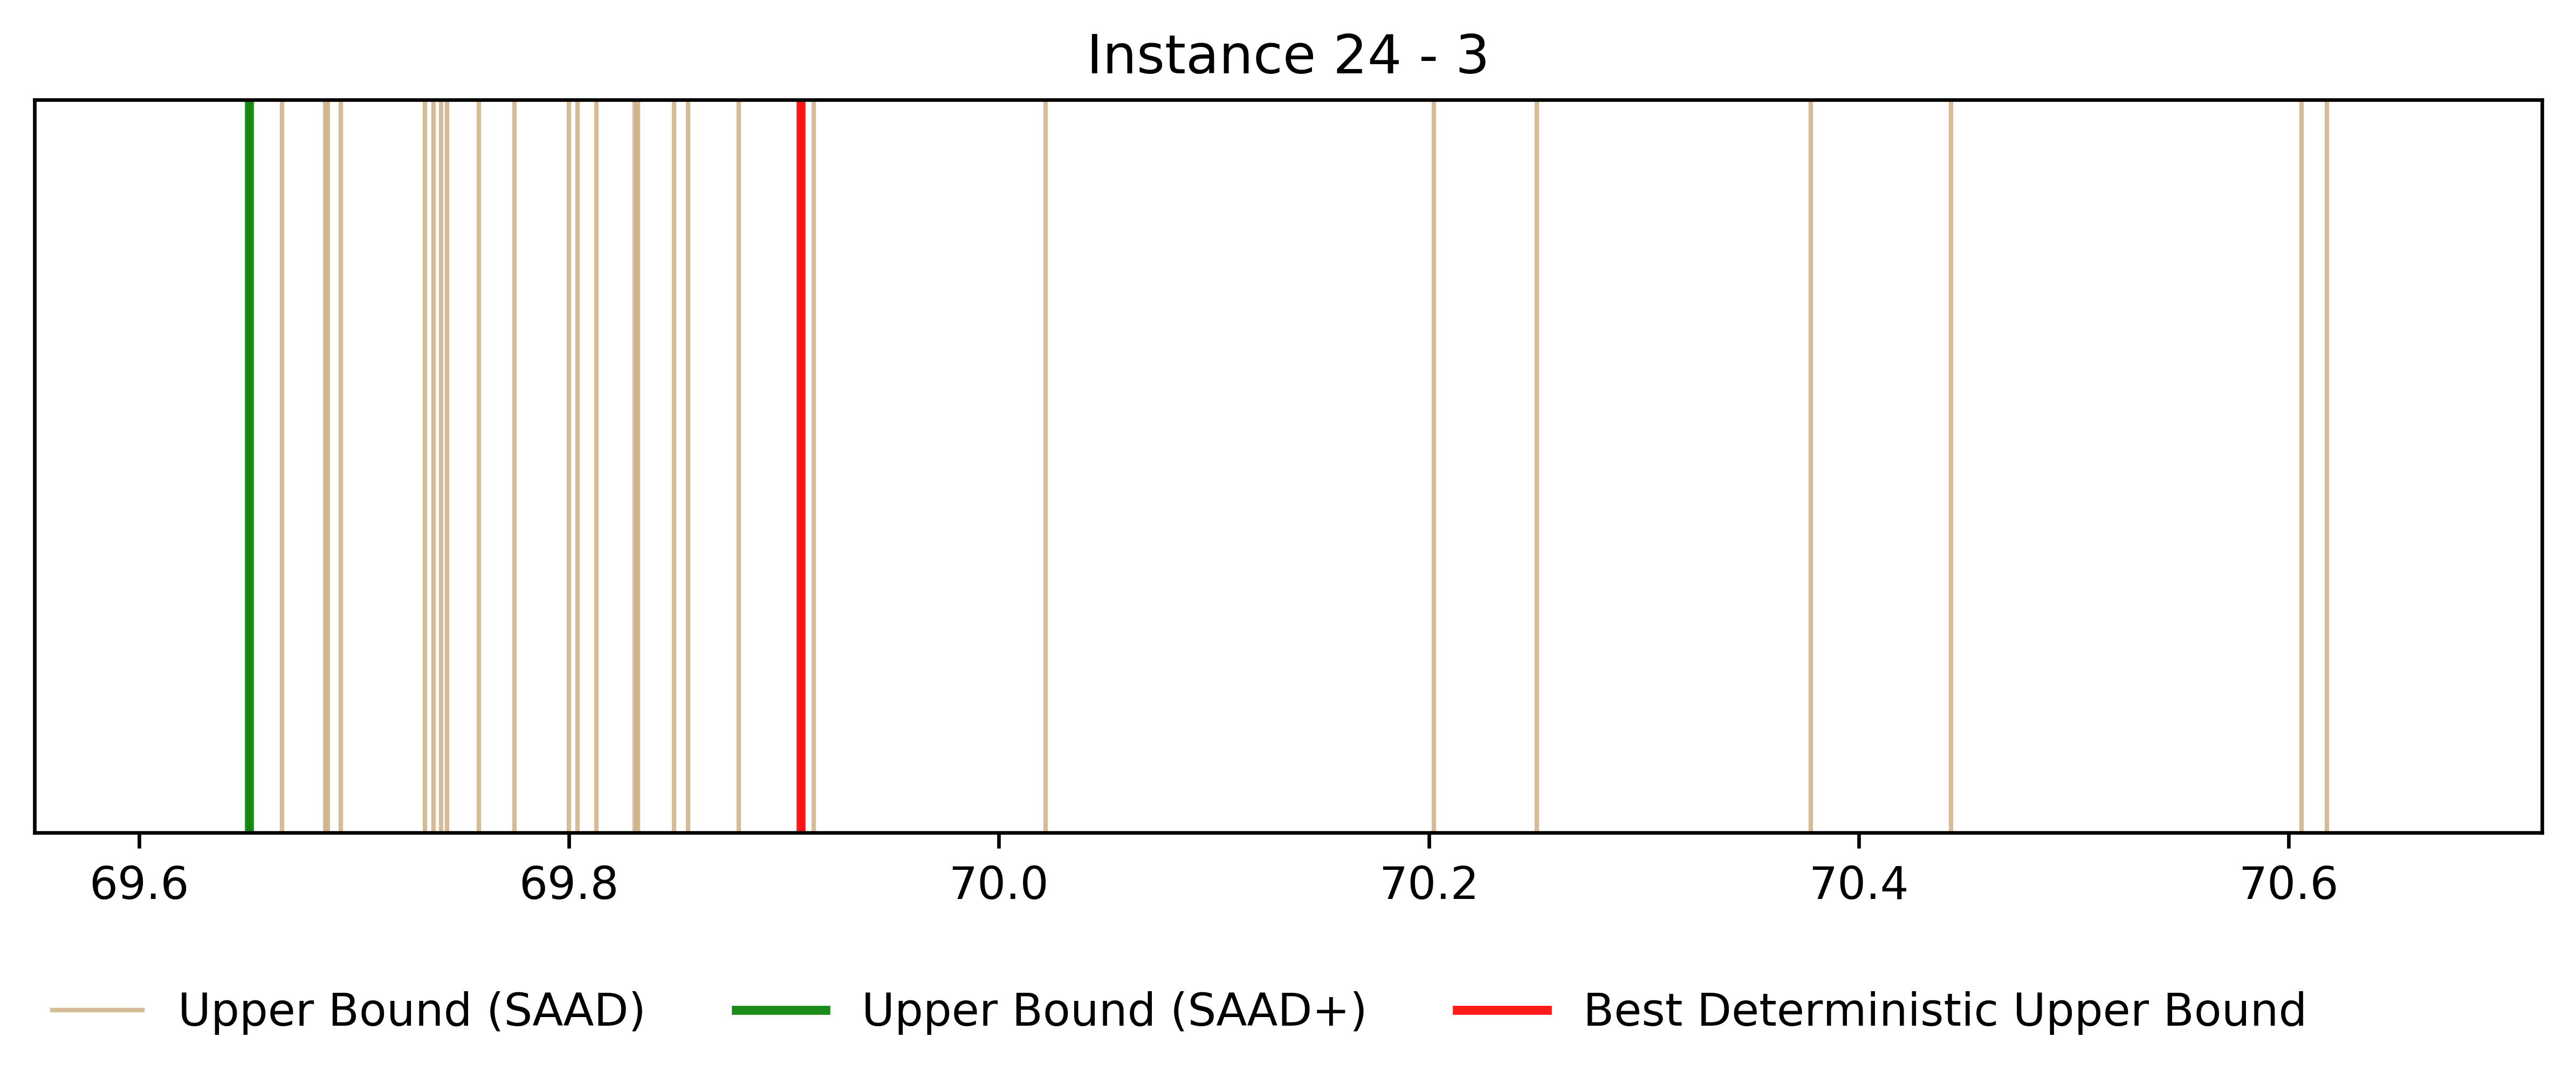 Instance 24 - 3
69.6 69.8 70.0 70.2 70.4 70.6
Upper Bound (SAAD) Upper Bound (SAAD+) Best Deterministic Upper Bound